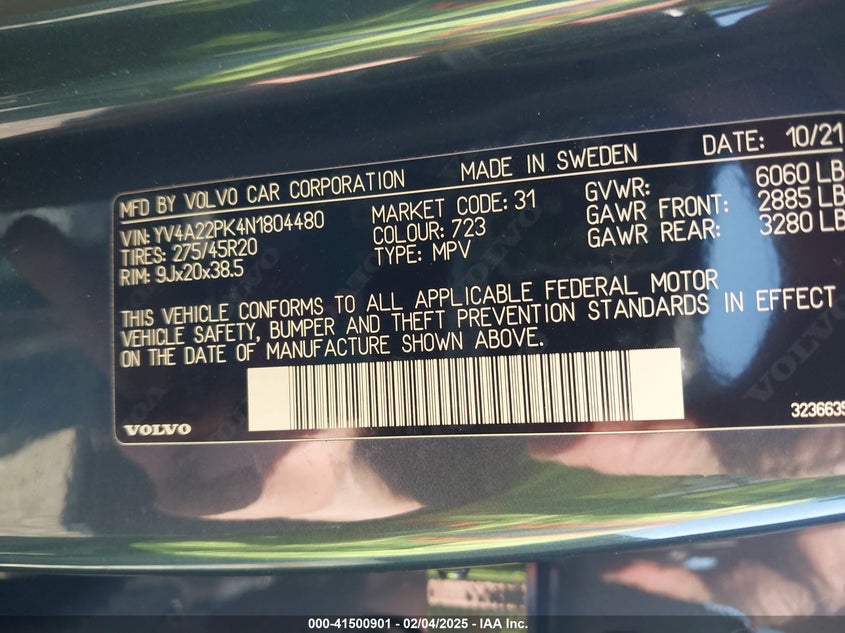 MFD BY VOLVO CAR CORPORATION MADE IN SWEDEN DATE: 10/21
VIN: YV4A22PK4N1804480 MARKET CODE: 31 GVWR: 6060 LB
TIRES: 275/45R20 COLOUR: 723 GAWR FRONT: 2885 LB
RIM: 9Jx20x38.5 TYPE: MPV GAWR REAR: 3280 LB
THIS VEHICLE CONFORMS TO ALL APPLICABLE FEDERAL MOTOR
VEHICLE SAFETY, BUMPER AND THEFT PREVENTION STANDARDS IN EFFECT
ON THE DATE OF MANUFACTURE SHOWN ABOVE.
VOLVO
3236635
000-41500901 - 02/04/2025 - IAA Inc.